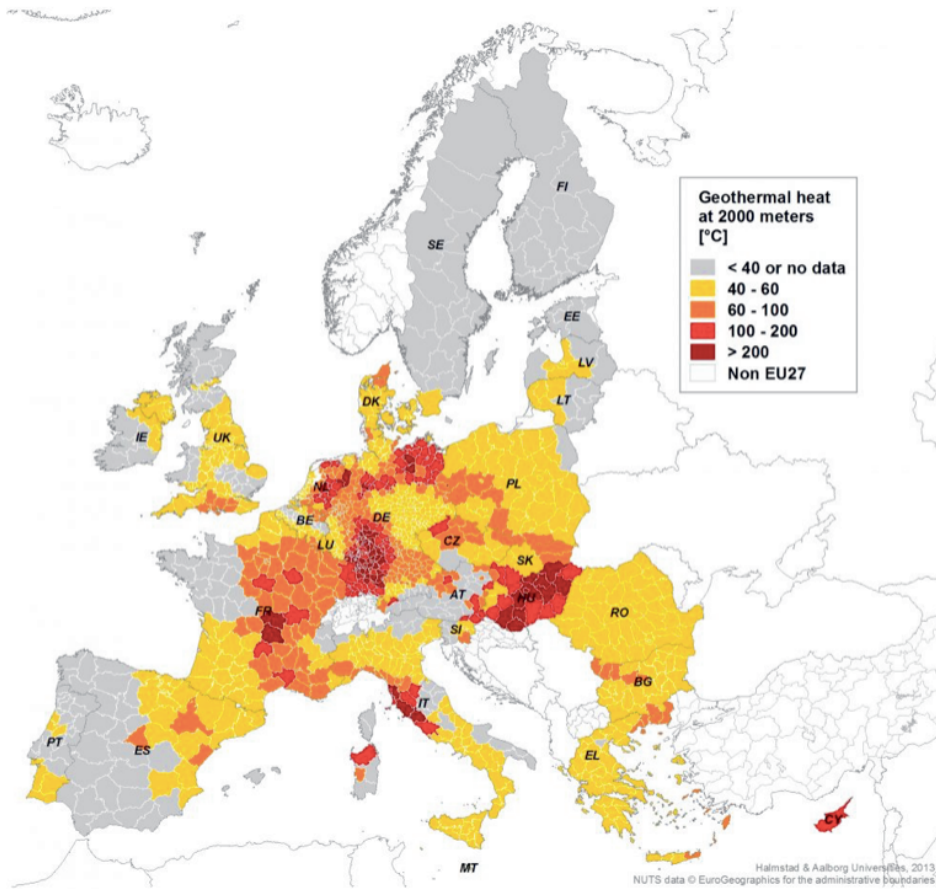 FI
SE
Geothermal heat
at 2000 meters
[°C]
< 40 or no data
40 - 60
60 - 100
100 - 200
> 200
Non EU27
EE
LV
LT
DK
IE
UK
NL
PL
BE
DE
LU
CZ
SK
AT
HU
FR
RO
SI
BG
IT
PT
ES
EL
CY
MT
Halmstad & Aalborg Universities, 2013
NUTS data © EuroGeographics for the administrative boundaries